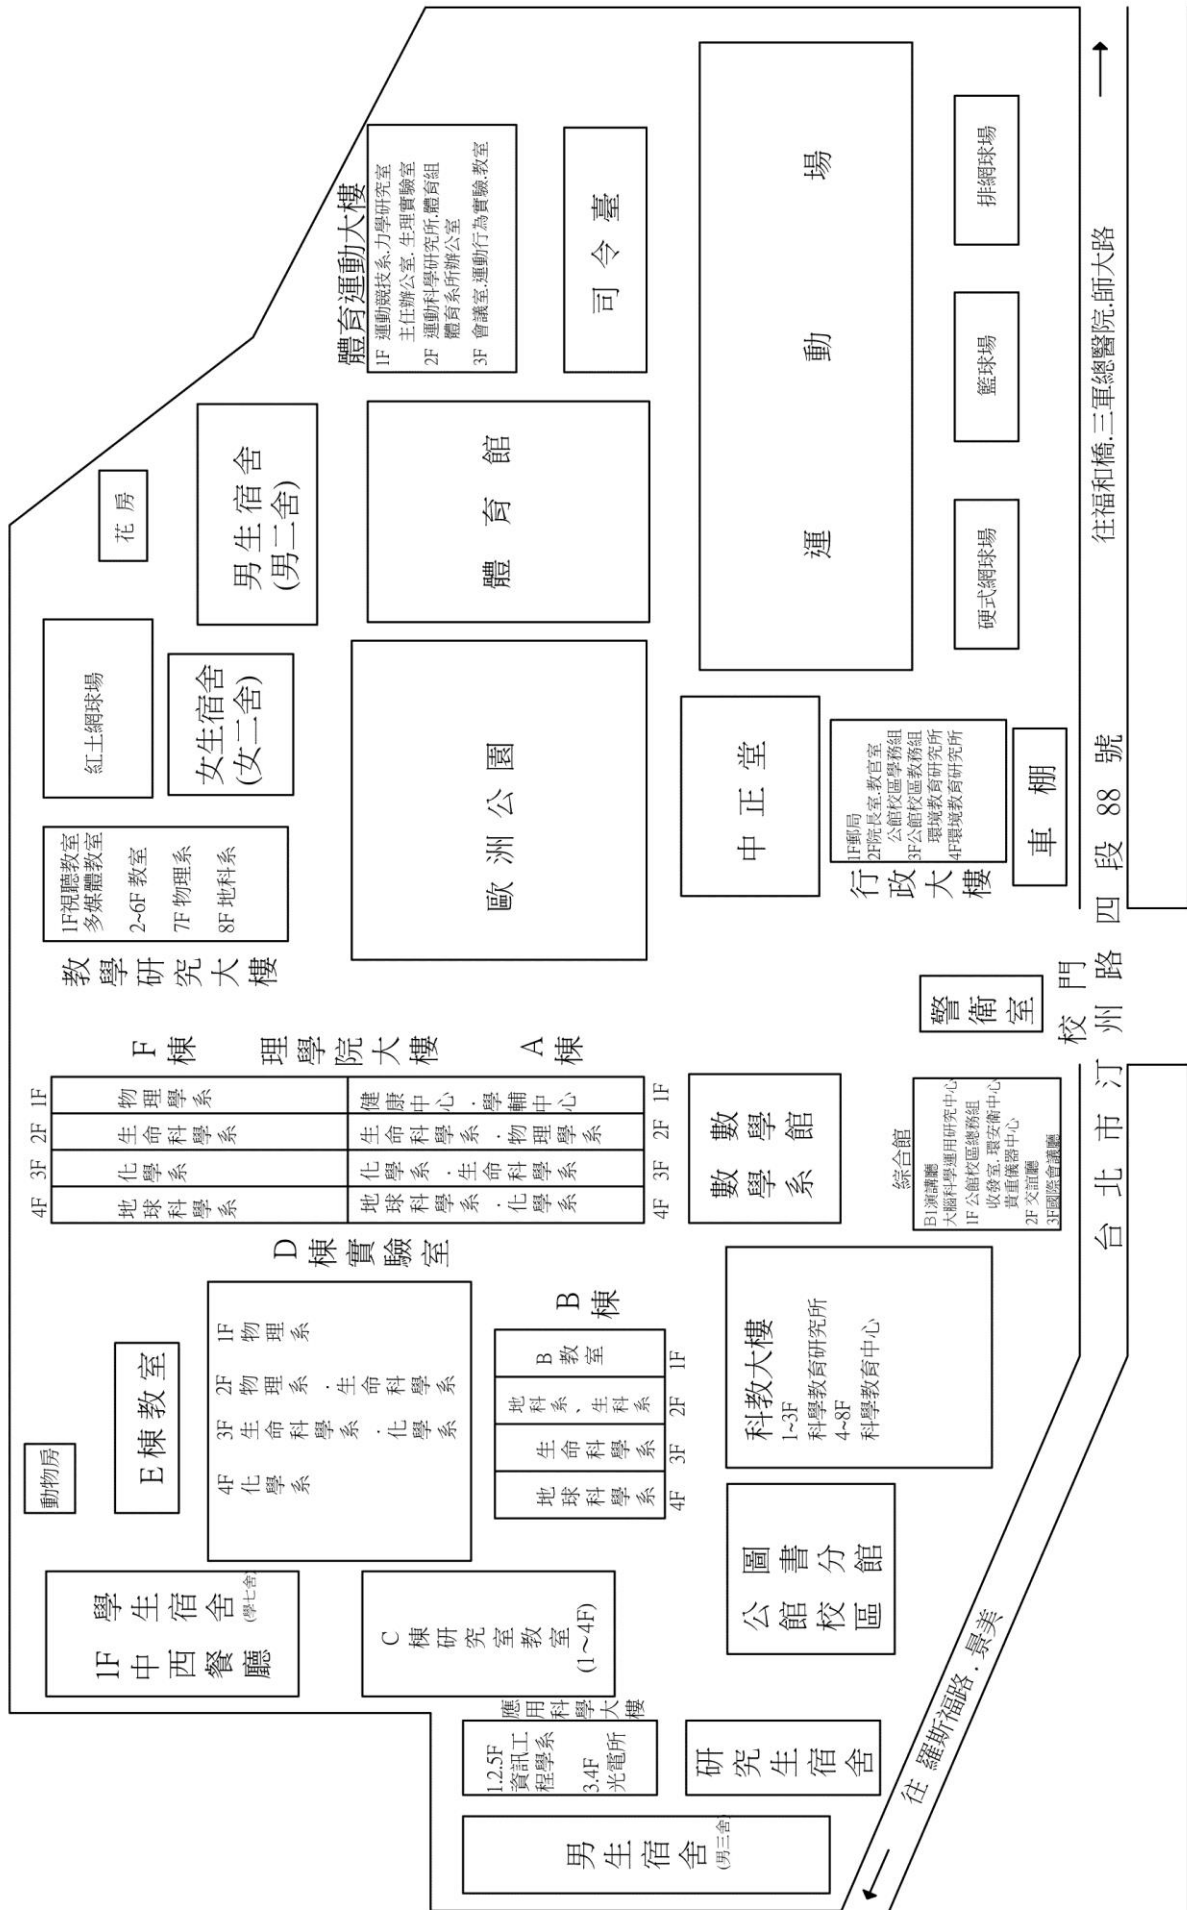 動物房
E棟教室
學生宿舍
(學七舍)
1F中西餐廳
D棟實驗室
1F物理系
2F物理系．生命科學系
3F生命科學系．化學系
4F化學系
C棟研究室教室
(1～4F)
應用科學大樓
1.2.5F
資訊工
程學系
3.4F
光電所
男生宿舍
(男三舍)
研究生宿舍
B棟
B教室
地科系、生科系
生命科學系
地球科學系
1F
2F
3F
4F
圖書分館
公館校區
科教大樓
1~3F
科學教育研究所
4~8F
科學教育中心
F棟
理學院大樓
A棟
1F
2F
3F
4F
物理學系
生命科學系
化學系
地球科學系
健康中心．學輔中心
生命科學系．物理學系
化學系．生命科學系
地球科學系．化學系
1F
2F
3F
4F
數學館
數學系
綜合館
B1演講廳
大腦科學運用研究中心
1F 公館校區總務組
收發室.環安衛中心
貴重儀器中心
2F 交誼廳
3F國際會議廳
教學研究大樓
1F視聽教室
多媒體教室
2~6F 教室
7F 物理系
8F 地科系
紅土網球場
女生宿舍
(女二舍)
花房
男生宿舍
(男二舍)
歐洲公園
體育館
體育運動大樓
1F 運動競技系.力學研究室
主任辦公室. 生理實驗室
2F 運動科學研究所.體育組
體育系所辦公室
3F 會議室.運動行為實驗.教室
司令臺
中正堂
行政大樓
1F郵局
2F院長室.教官室
公館校區學務組
3F公館校區教務組
環境教育研究所
4F環境教育研究所
車棚
運動場
硬式網球場
籃球場
排網球場
警衛室
校門
台北市汀州路四段 88 號
往 羅斯福路．景美
往福和橋.三軍總醫院.師大路